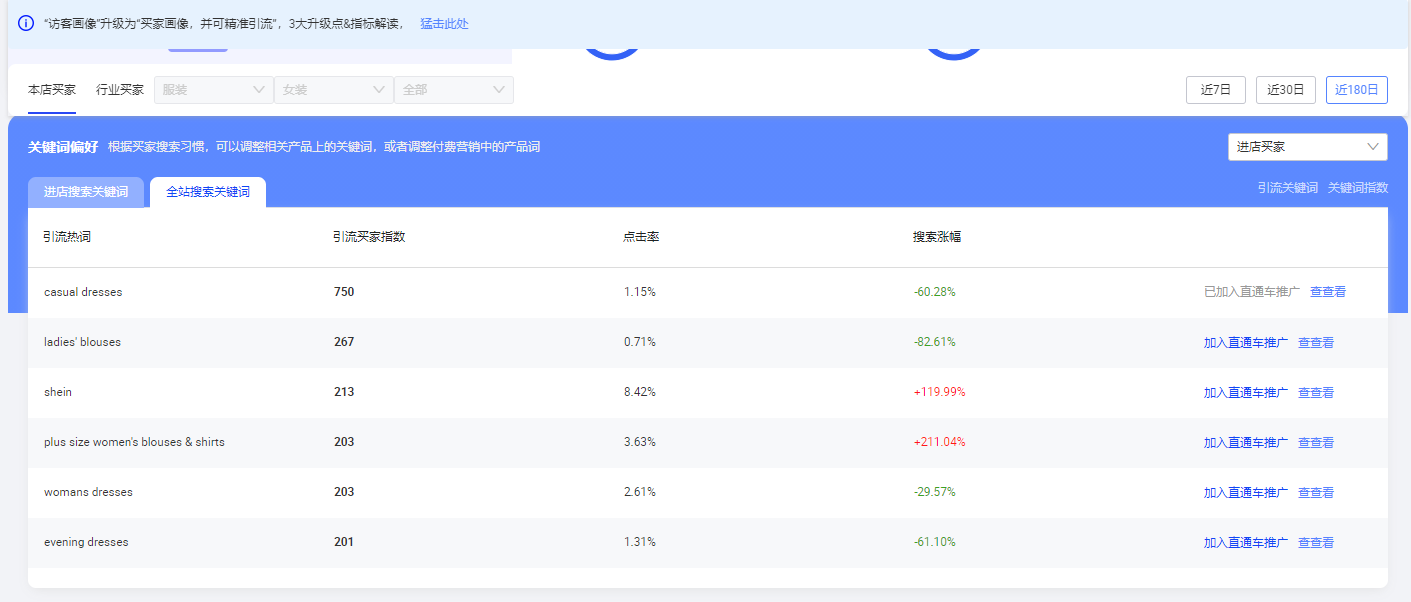 “访客画像”升级为“买家画像，并可精准引流”，3大升级点&指标解读， 猛击此处
本店买家 行业买家 服装 女装 全部 近7日 近30日 近180日
关键词偏好 根据买家搜索习惯，可以调整相关产品上的关键词，或者调整付费营销中的产品词 进店买家
进店搜索关键词 全站搜索关键词 引流关键词 关键词指数
引流热词 引流买家指数 点击率 搜索涨幅
casual dresses 750 1.15% -60.28% 已加入直通车推广 查查看
ladies' blouses 267 0.71% -82.61% 加入直通车推广 查查看
shein 213 8.42% +119.99% 加入直通车推广 查查看
plus size women's blouses & shirts 203 3.63% +211.04% 加入直通车推广 查查看
womans dresses 203 2.61% -29.57% 加入直通车推广 查查看
evening dresses 201 1.31% -61.10% 加入直通车推广 查查看